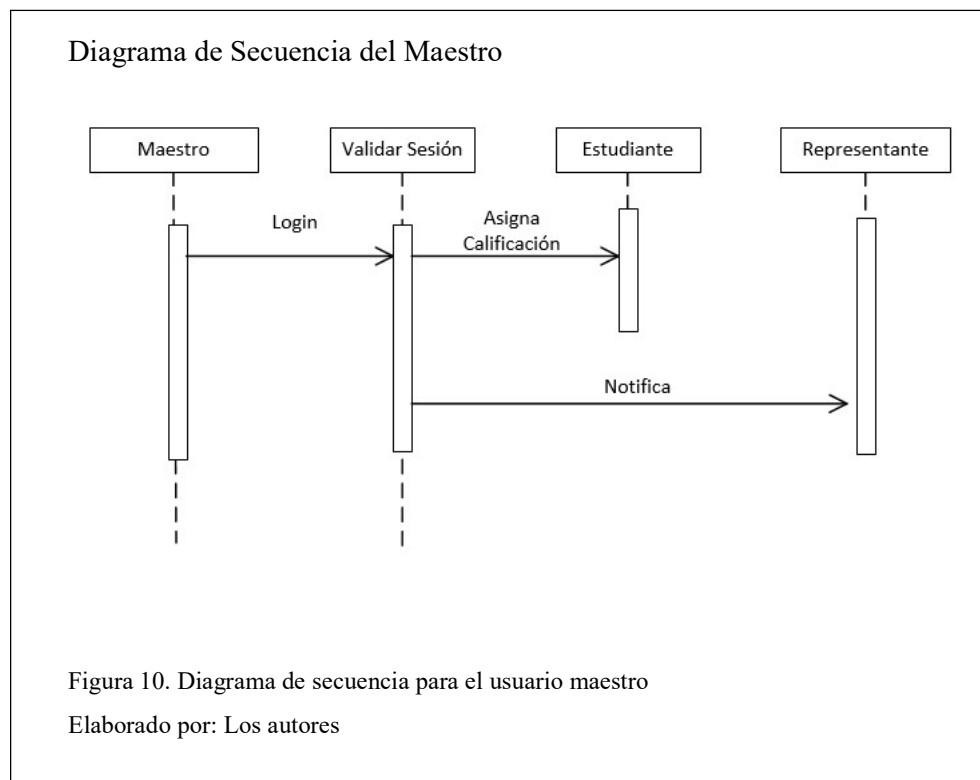 Diagrama de Secuencia del Maestro
Maestro
Validar Sesión
Estudiante
Representante
Login
Asigna
Calificación
Notifica
Figura 10. Diagrama de secuencia para el usuario maestro
Elaborado por: Los autores